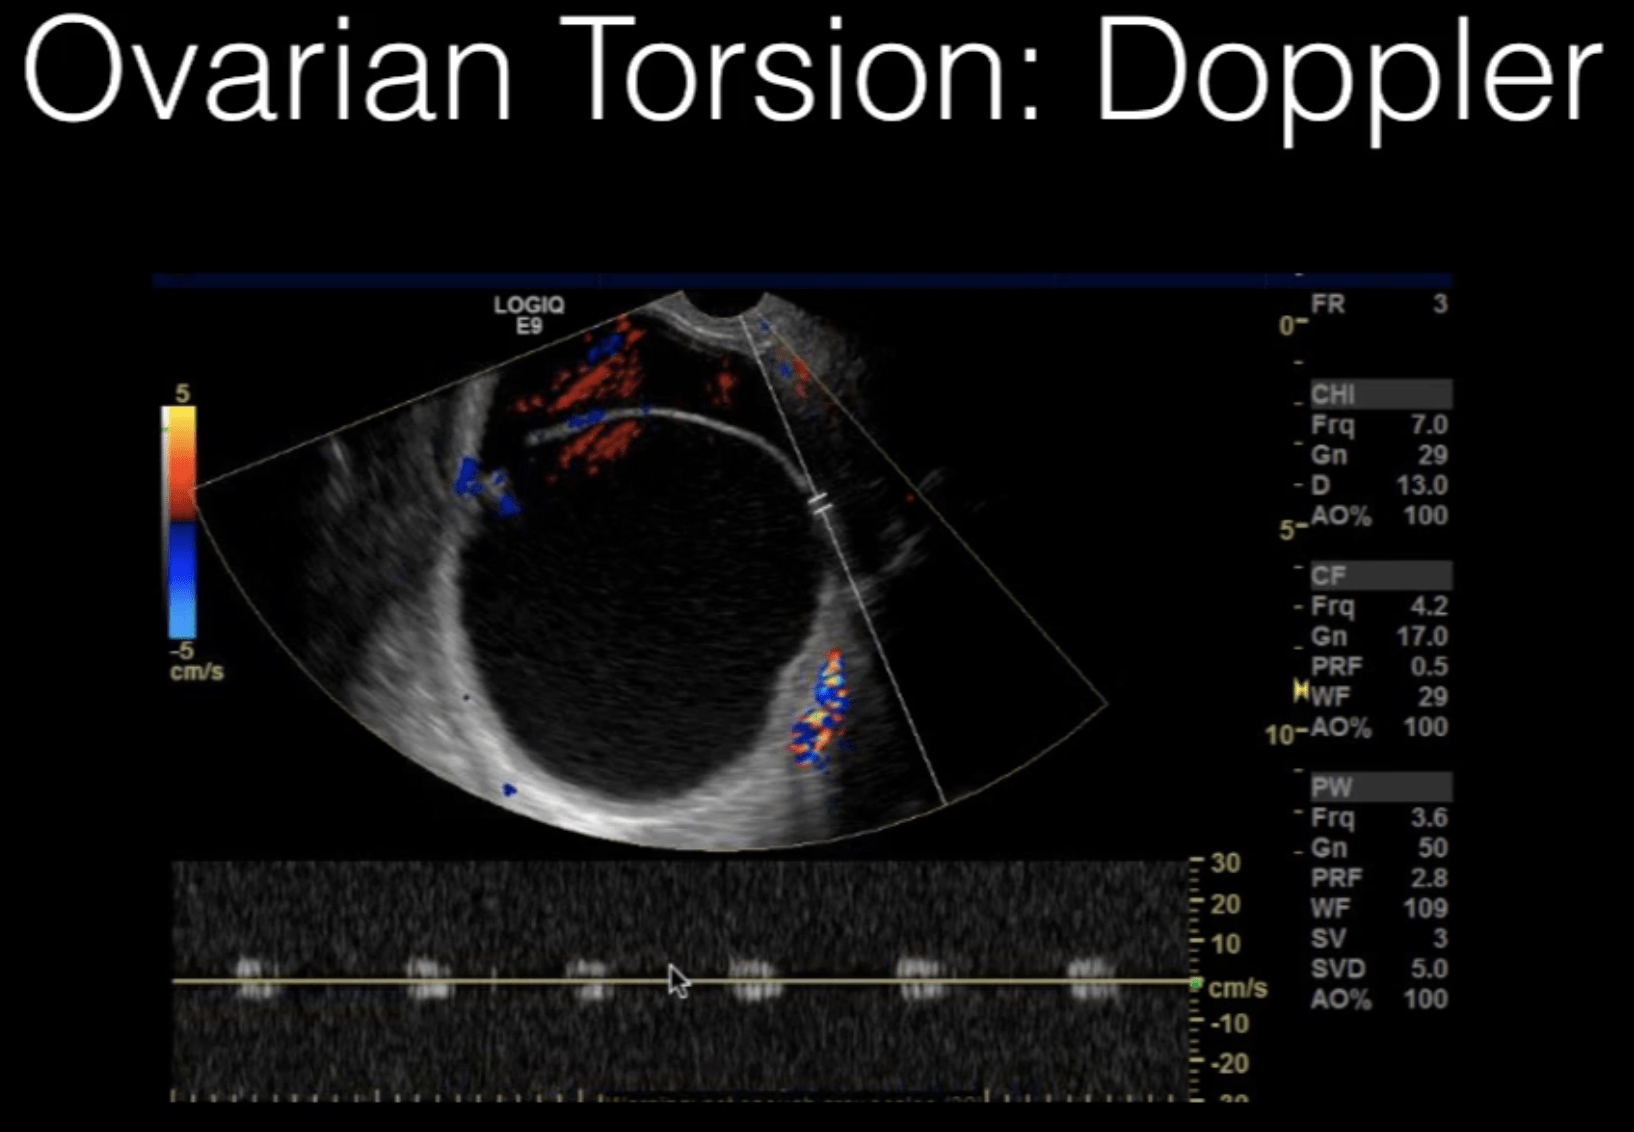 Ovarian Torsion: Doppler
LOGIQ
E9
5
-5
cm/s
0
5
10
FR 3
CHI
Frq 7.0
Gn 29
D 13.0
AO% 100
CF
Frq 4.2
Gn 17.0
PRF 0.5
WF 29
AO% 100
PW
Frq 3.6
Gn 50
PRF 2.8
WF 109
SV 3
SVD 5.0
AO% 100
30
20
10
cm/s
-10
-20